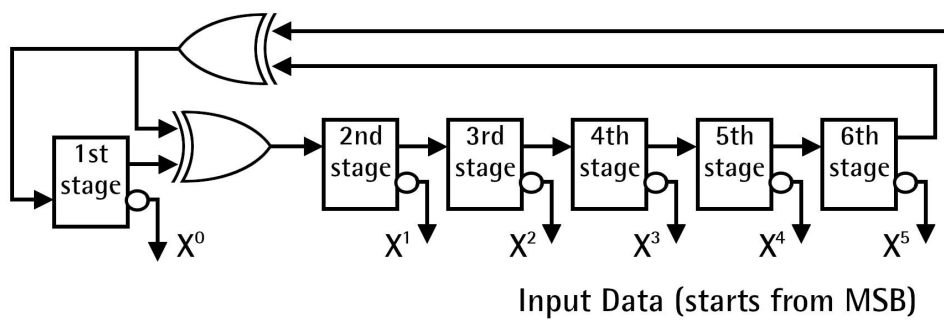 1st
stage
2nd
stage
3rd
stage
4th
stage
5th
stage
6th
stage
X⁰
X¹
X²
X³
X⁴
X⁵
Input Data (starts from MSB)